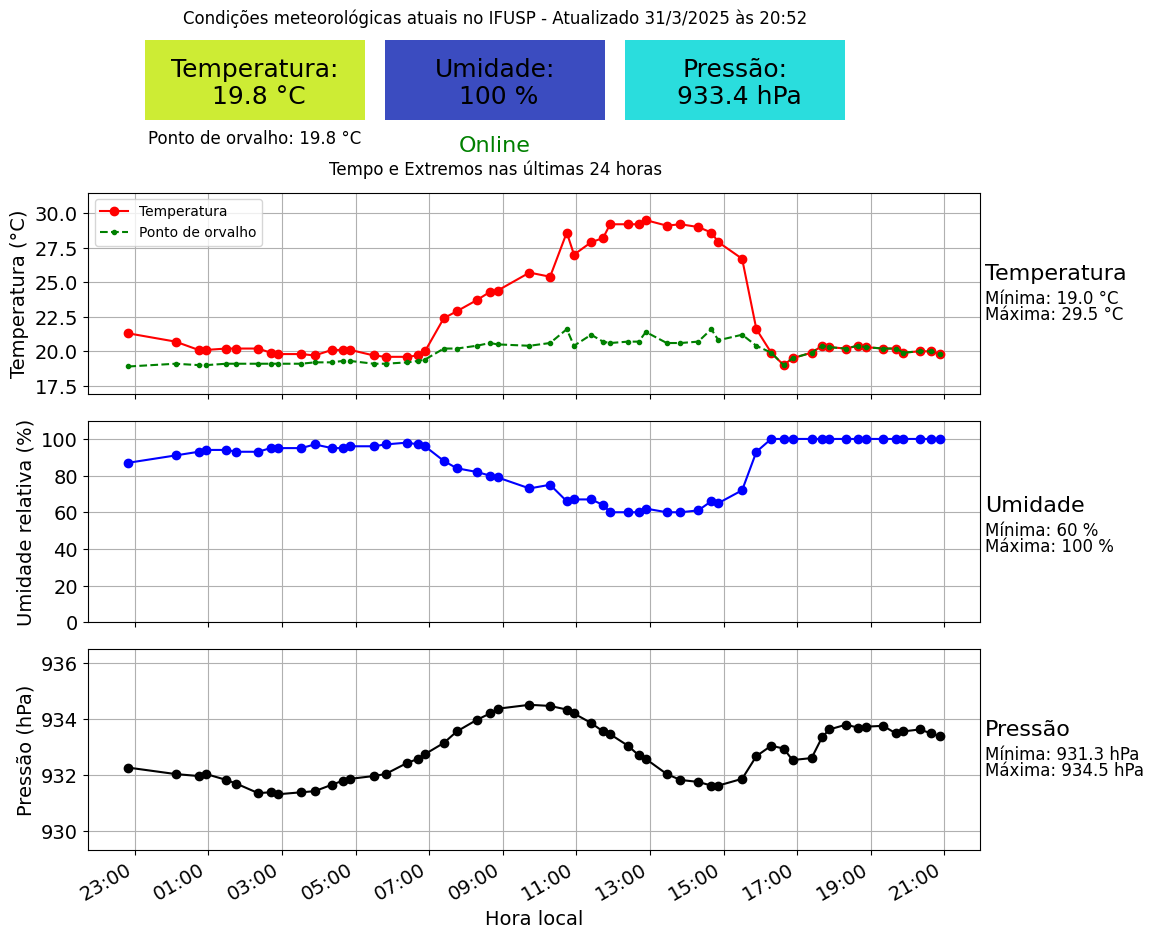 Condições meteorológicas atuais no IFUSP - Atualizado 31/3/2025 às 20:52
Temperatura:
19.8 °C
Umidade:
100 %
Pressão:
933.4 hPa
Ponto de orvalho: 19.8 °C
Online
Tempo e Extremos nas últimas 24 horas
Temperatura (°C)
30.0
27.5
25.0
22.5
20.0
17.5
Temperatura
Ponto de orvalho
Temperatura
Mínima: 19.0 °C
Máxima: 29.5 °C
Umidade relativa (%)
100
80
60
40
20
0
Umidade
Mínima: 60 %
Máxima: 100 %
Pressão (hPa)
936
934
932
930
Pressão
Mínima: 931.3 hPa
Máxima: 934.5 hPa
23:00 01:00 03:00 05:00 07:00 09:00 11:00 13:00 15:00 17:00 19:00 21:00
Hora local